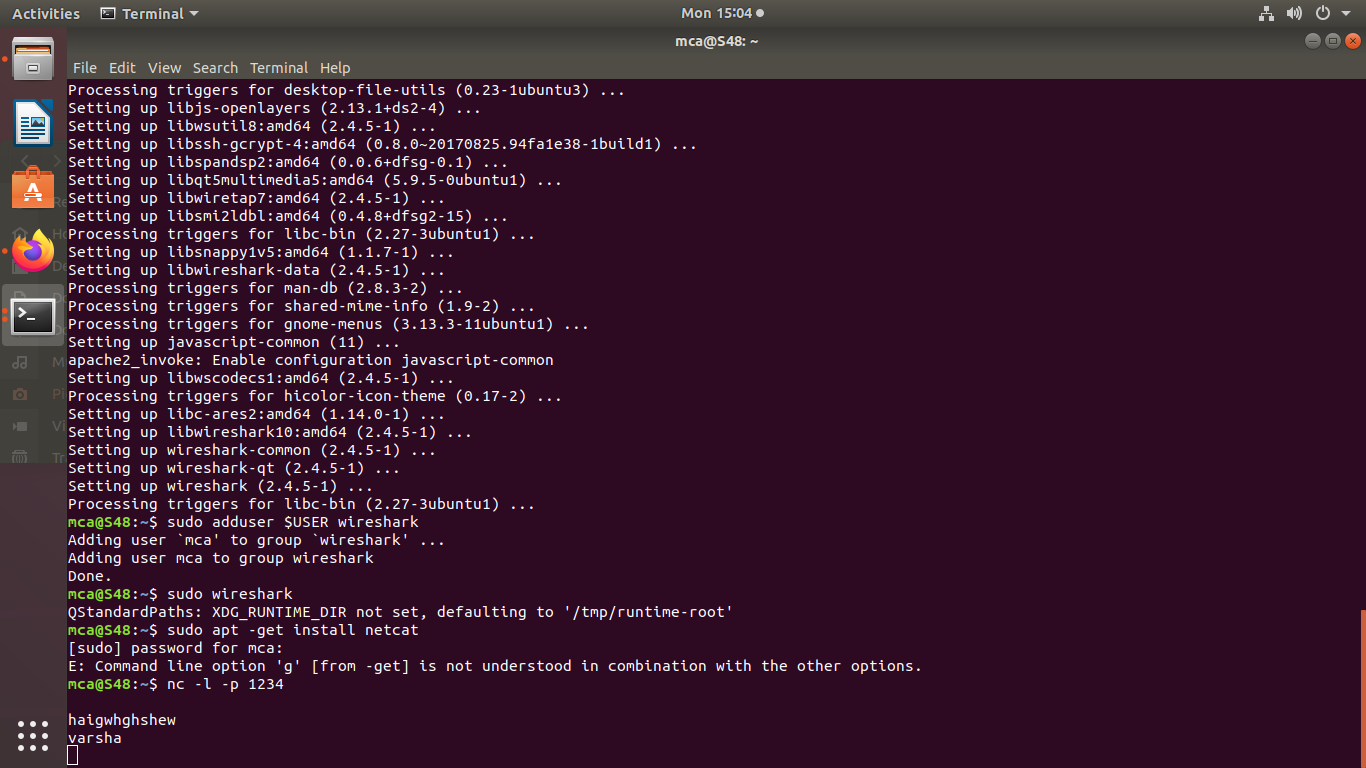 Activities
Terminal
Mon 15:04
mca@S48: ~
File Edit View Search Terminal Help
Processing triggers for desktop-file-utils (0.23-1ubuntu3) ...
Setting up libjs-openlayers (2.13.1+ds2-4) ...
Setting up libwsutil8:amd64 (2.4.5-1) ...
Setting up libssh-gcrypt-4:amd64 (0.8.0~20170825.94fa1e38-1build1) ...
Setting up libspandsp2:amd64 (0.0.6+dfsg-0.1) ...
Setting up libqt5multimedia5:amd64 (5.9.5-0ubuntu1) ...
Setting up libwiretap7:amd64 (2.4.5-1) ...
Setting up libsmi2ldbl:amd64 (0.4.8+dfsg2-15) ...
Processing triggers for libc-bin (2.27-3ubuntu1) ...
Setting up libsnappy1v5:amd64 (1.1.7-1) ...
Setting up libwireshark-data (2.4.5-1) ...
Processing triggers for man-db (2.8.3-2) ...
Processing triggers for shared-mime-info (1.9-2) ...
Processing triggers for gnome-menus (3.13.3-11ubuntu1) ...
Setting up javascript-common (11) ...
apache2_invoke: Enable configuration javascript-common
Setting up libwscodecs1:amd64 (2.4.5-1) ...
Processing triggers for hicolor-icon-theme (0.17-2) ...
Setting up libc-ares2:amd64 (1.14.0-1) ...
Setting up libwireshark10:amd64 (2.4.5-1) ...
Setting up wireshark-common (2.4.5-1) ...
Setting up wireshark-qt (2.4.5-1) ...
Setting up wireshark (2.4.5-1) ...
Processing triggers for libc-bin (2.27-3ubuntu1) ...
mca@S48:~$ sudo adduser $USER wireshark
Adding user `mca' to group `wireshark' ...
Adding user mca to group wireshark
Done.
mca@S48:~$ sudo wireshark
QStandardPaths: XDG_RUNTIME_DIR not set, defaulting to '/tmp/runtime-root'
mca@S48:~$ sudo apt -get install netcat
[sudo] password for mca:
E: Command line option 'g' [from -get] is not understood in combination with the other options.
mca@S48:~$ nc -l -p 1234
haigwhghshew
varsha